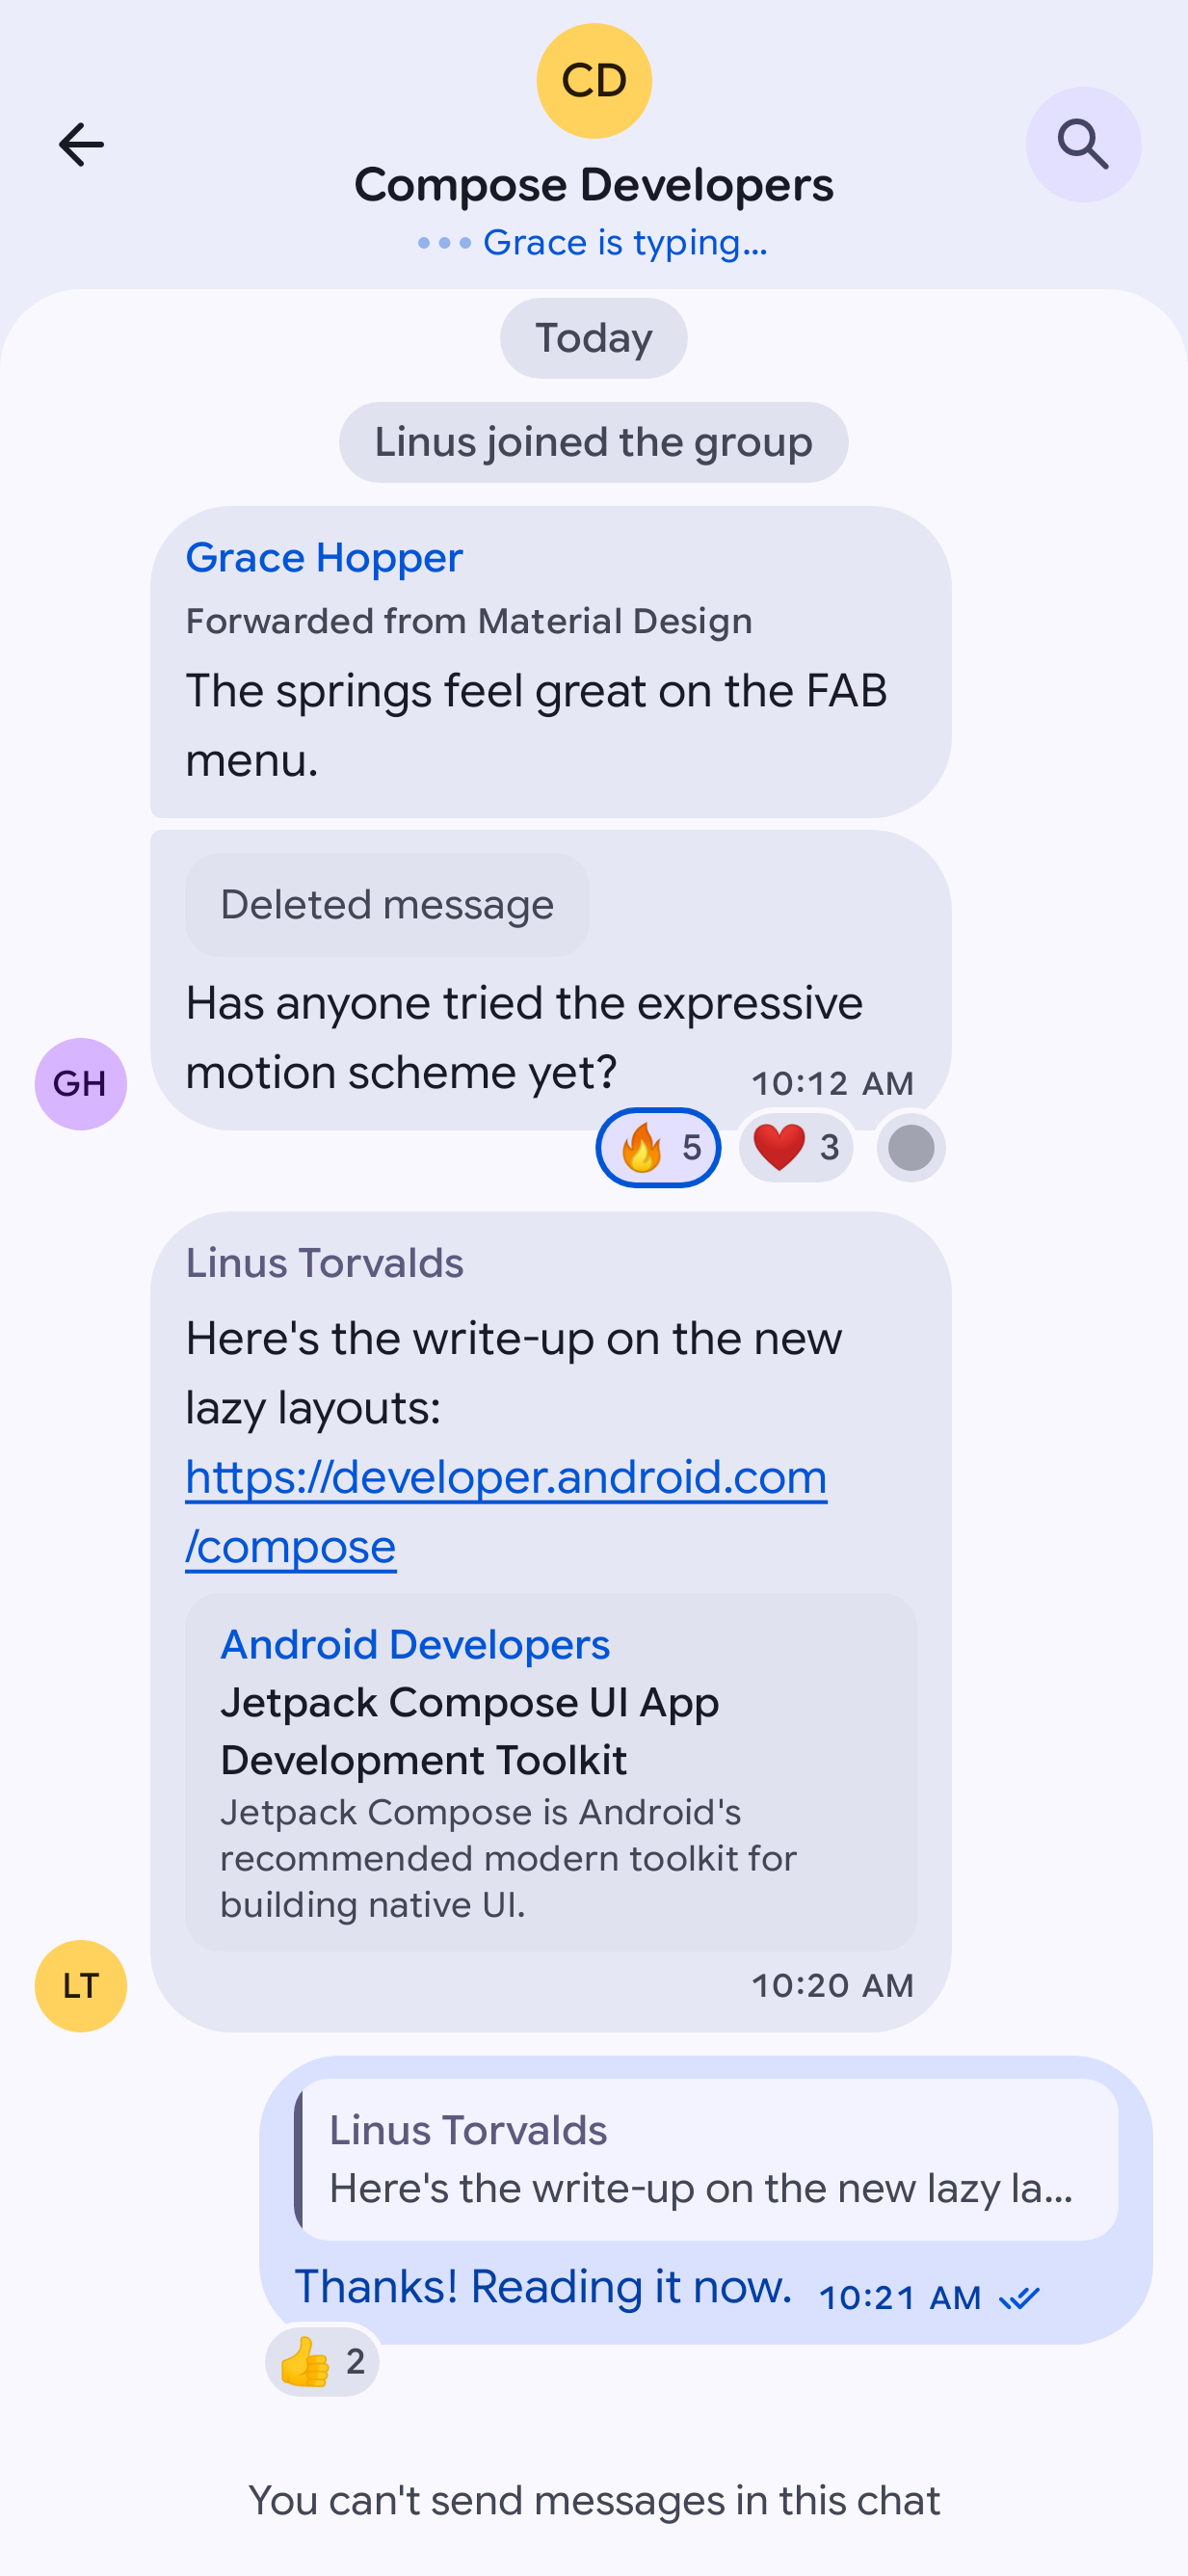 CD
Compose Developers
Grace is typing...
Today
Linus joined the group
Grace Hopper
Forwarded from Material Design
The springs feel great on the FAB
menu.
Deleted message
Has anyone tried the expressive
motion scheme yet?
10:12 AM
GH
🔥 5
❤️ 3
Linus Torvalds
Here's the write-up on the new
lazy layouts:
https://developer.android.com
/compose
Android Developers
Jetpack Compose UI App
Development Toolkit
Jetpack Compose is Android's
recommended modern toolkit for
building native UI.
LT
10:20 AM
Linus Torvalds
Here's the write-up on the new lazy la...
Thanks! Reading it now. 10:21 AM
👍 2
You can't send messages in this chat